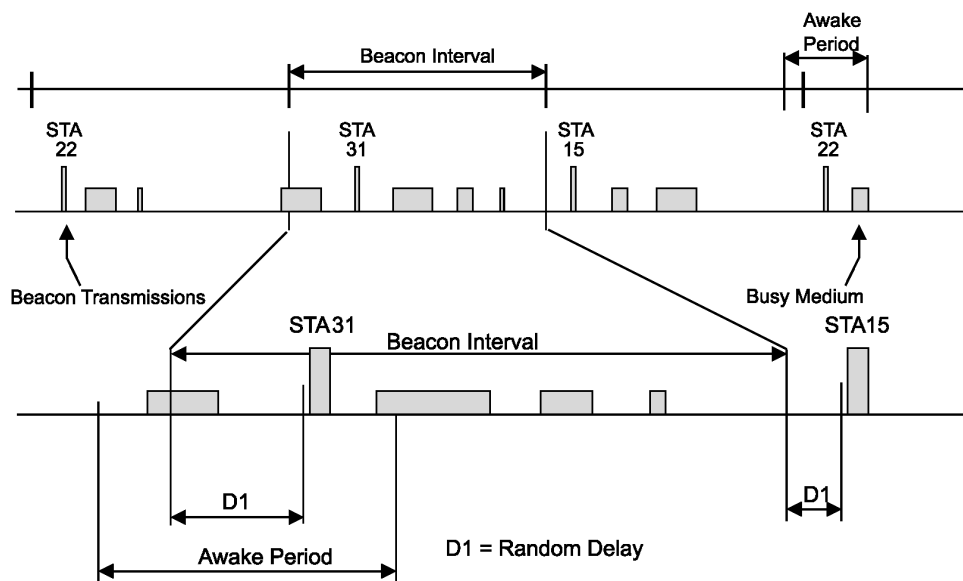 Awake
Period
Beacon Interval
STA
22
STA
31
STA
15
STA
22
Beacon Transmissions
Busy Medium
STA31
STA15
Beacon Interval
D1
D1
Awake Period
D1 = Random Delay